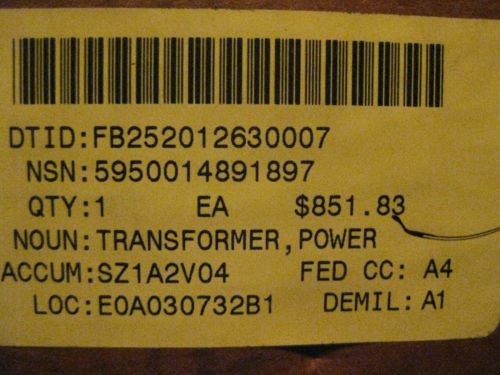 DTID:FB252012630007
NSN:5950014891897
QTY:1 EA $851.83
NOUN:TRANSFORMER,POWER
ACCUM:SZ1A2V04 FED CC: A4
LOC:E0A030732B1 DEMIL: A1